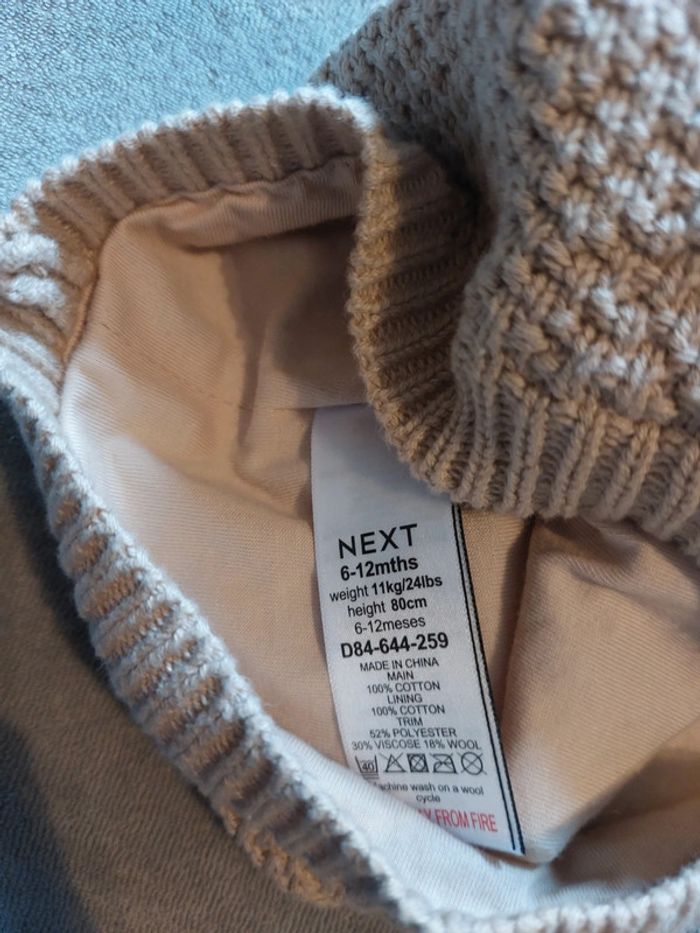 NEXT
6-12mths
weight 11kg/24lbs
height 80cm
6-12meses
D84-644-259
MADE IN CHINA
MAIN
100% COTTON
LINING
100% COTTON
TRIM
52% POLYESTER
30% VISCOSE 18% WOOL
40
wash on a wool
cycle
FROM FIRE